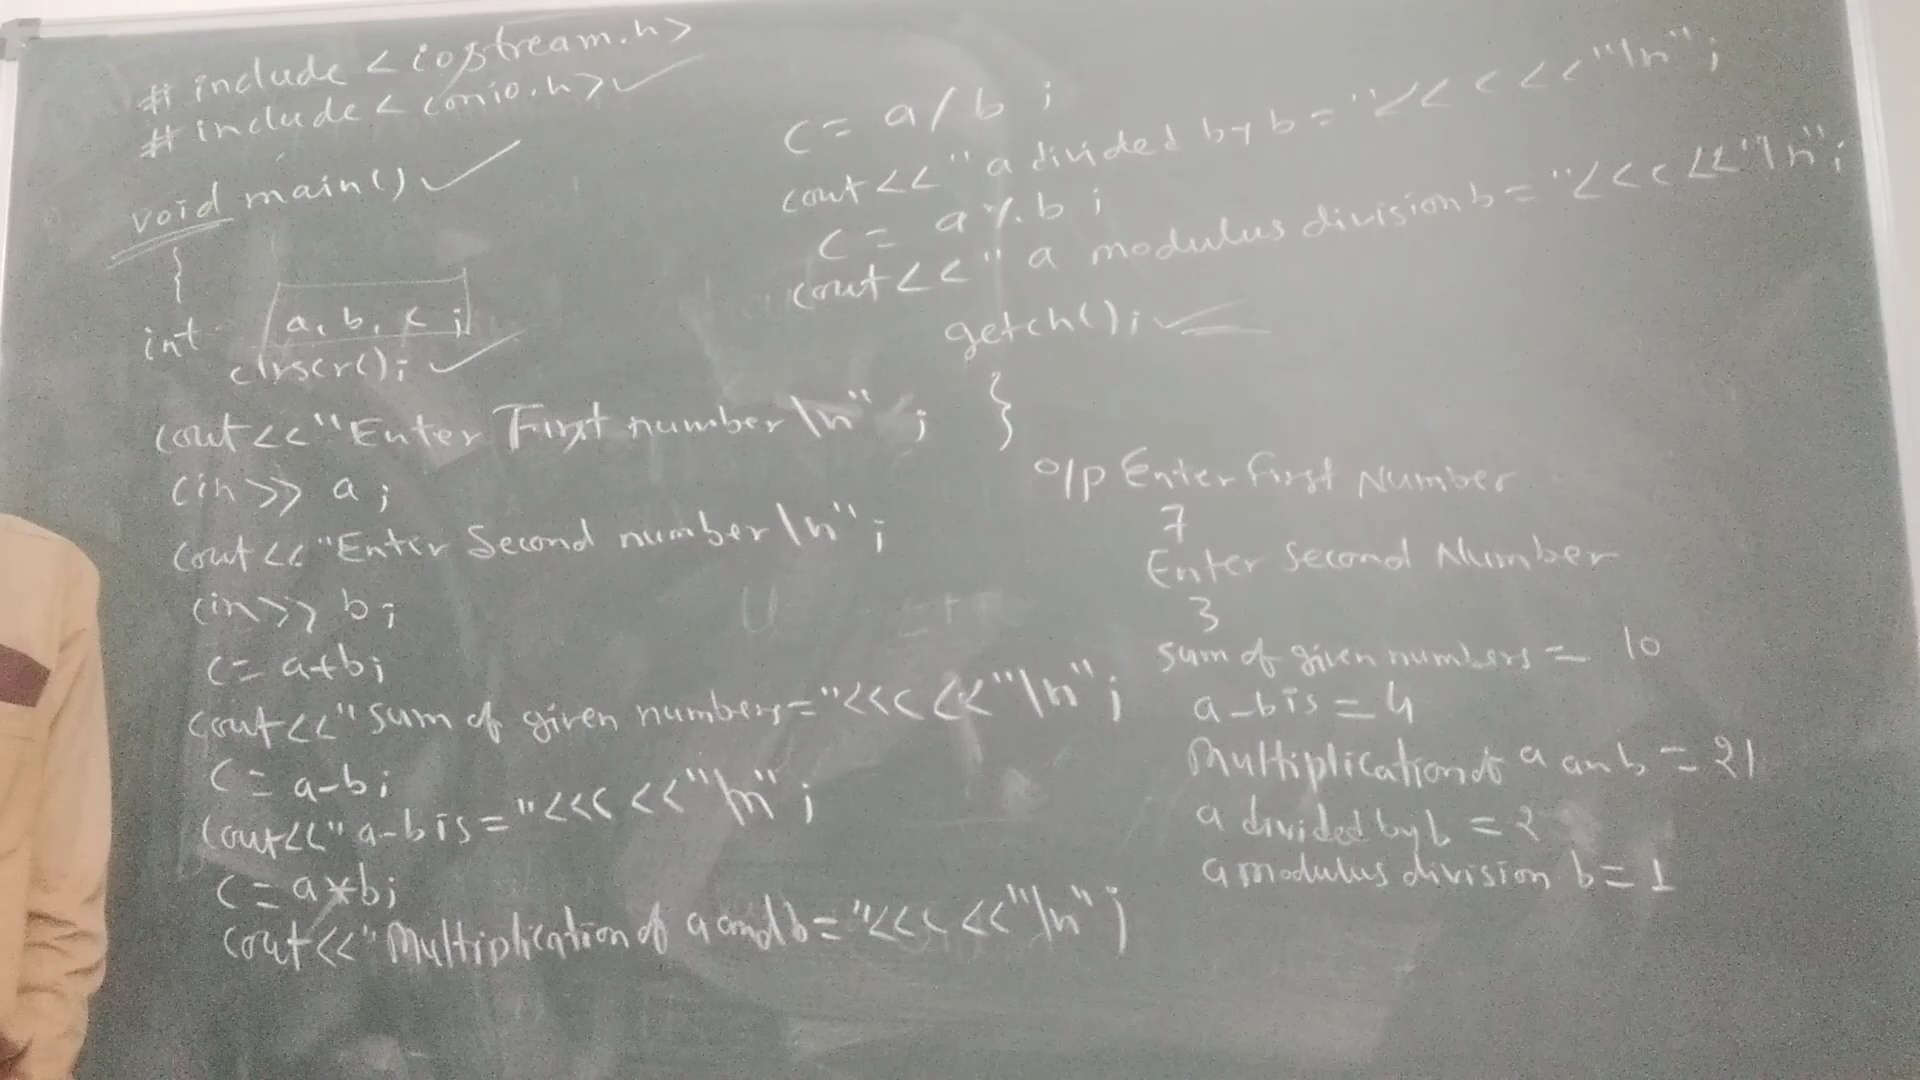 # include < iostream.h>
# include < conio.h>
void main()
{
int a, b, c ;
clrscr();
cout<<"Enter First number \n" ;
cin >> a ;
cout <<"Enter Second number \n" ;
cin>> b ;
c = a+b;
cout<<"sum of given numbers="<<c <<"\n" ;
c = a-b;
cout<<"a-b is="<<c <<"\n" ;
c = a*b;
cout<<"Multiplication of a and b="<<c <<"\n" ;
c = a/b ;
cout <<"a divided by b = "<< c <<"\n" ;
c = a%b ;
cout<<"a modulus division b="<<c <<"\n" ;
getch();
}
o/p Enter First Number
7
Enter Second Number
3
sum of given numbers = 10
a-b is = 4
Multiplication of a an b = 21
a divided by b = 2
a modulus division b = 1